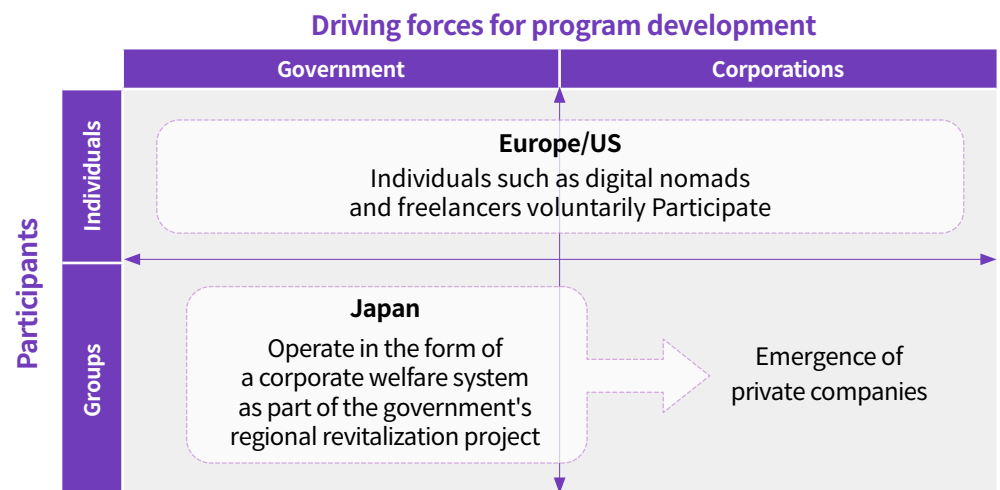 Driving forces for program development
Government
Corporations
Participants
Individuals
Europe/US
Individuals such as digital nomads
and freelancers voluntarily Participate
Groups
Japan
Operate in the form of
a corporate welfare system
as part of the government's
regional revitalization project
Emergence of
private companies